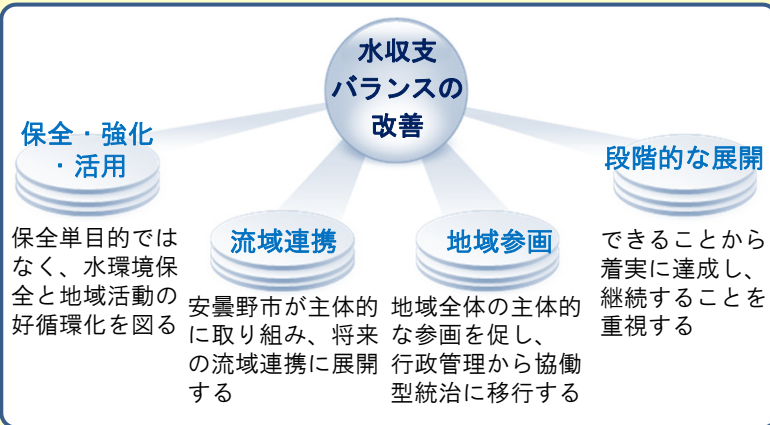 水収支
バランスの
改善
保全・強化
・活用
保全単目的では
なく、水環境保
全と地域活動の
好循環化を図る
流域連携
安曇野市が主体的
に取り組み、将来
の流域連携に展開
する
地域参画
地域全体の主体的
な参画を促し、
行政管理から協働
型統治に移行する
段階的な展開
できることから
着実に達成し、
継続することを
重視する